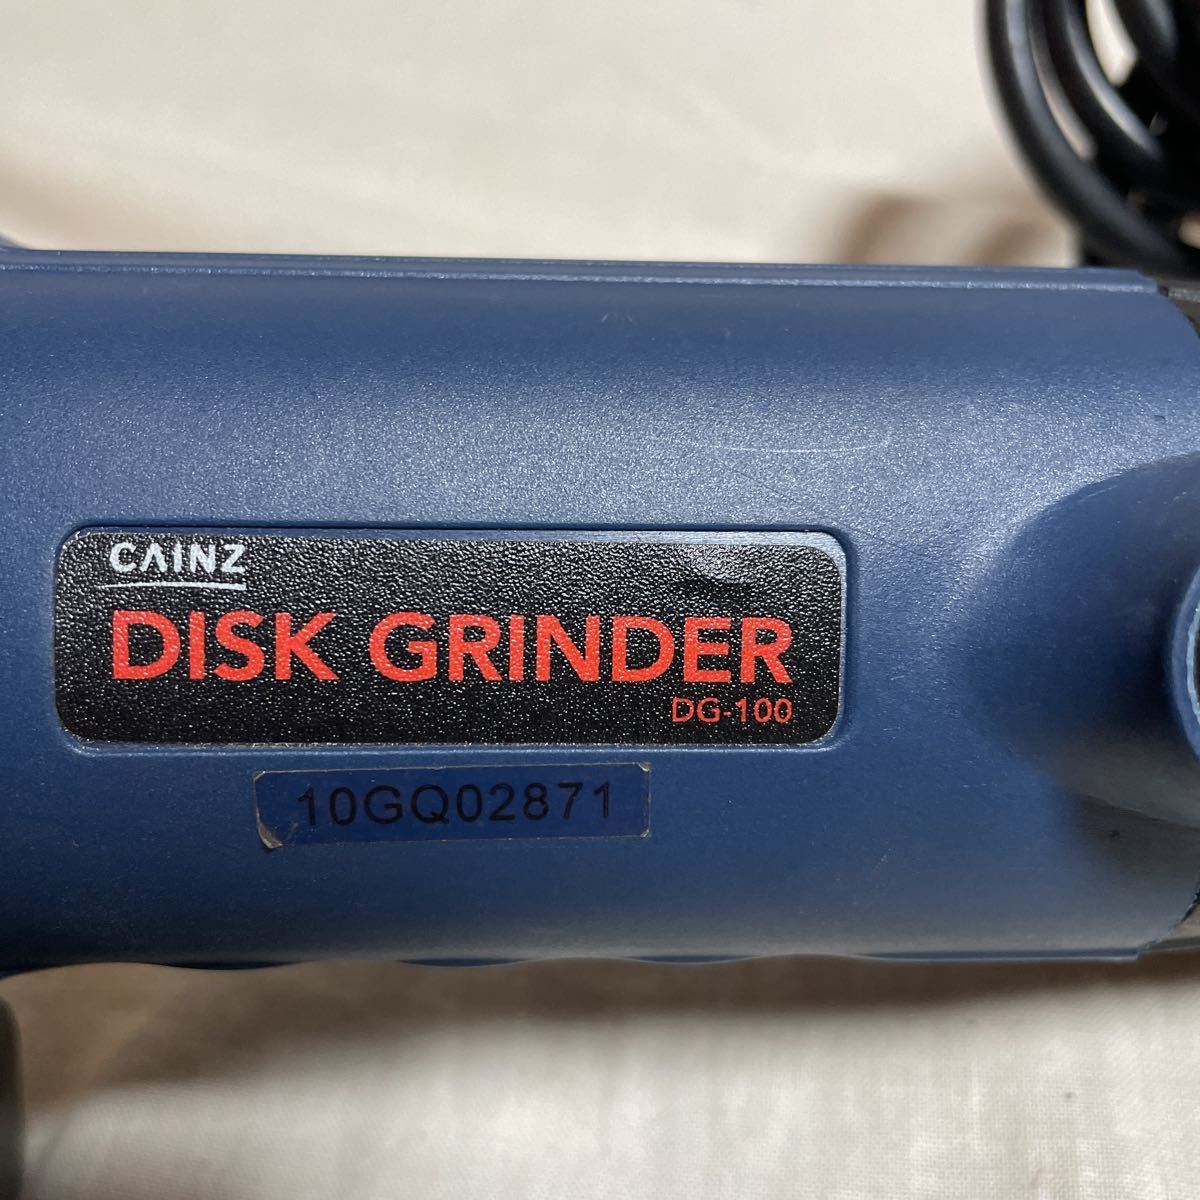 CAINZ
DISK GRINDER
DG-100
10GQ02871